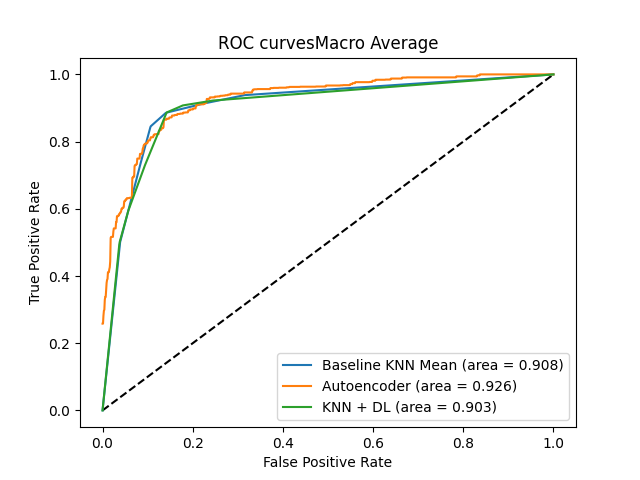 ROC curvesMacro Average
True Positive Rate
1.0
0.8
0.6
0.4
0.2
0.0
Baseline KNN Mean (area = 0.908)
Autoencoder (area = 0.926)
KNN + DL (area = 0.903)
0.0 0.2 0.4 0.6 0.8 1.0
False Positive Rate